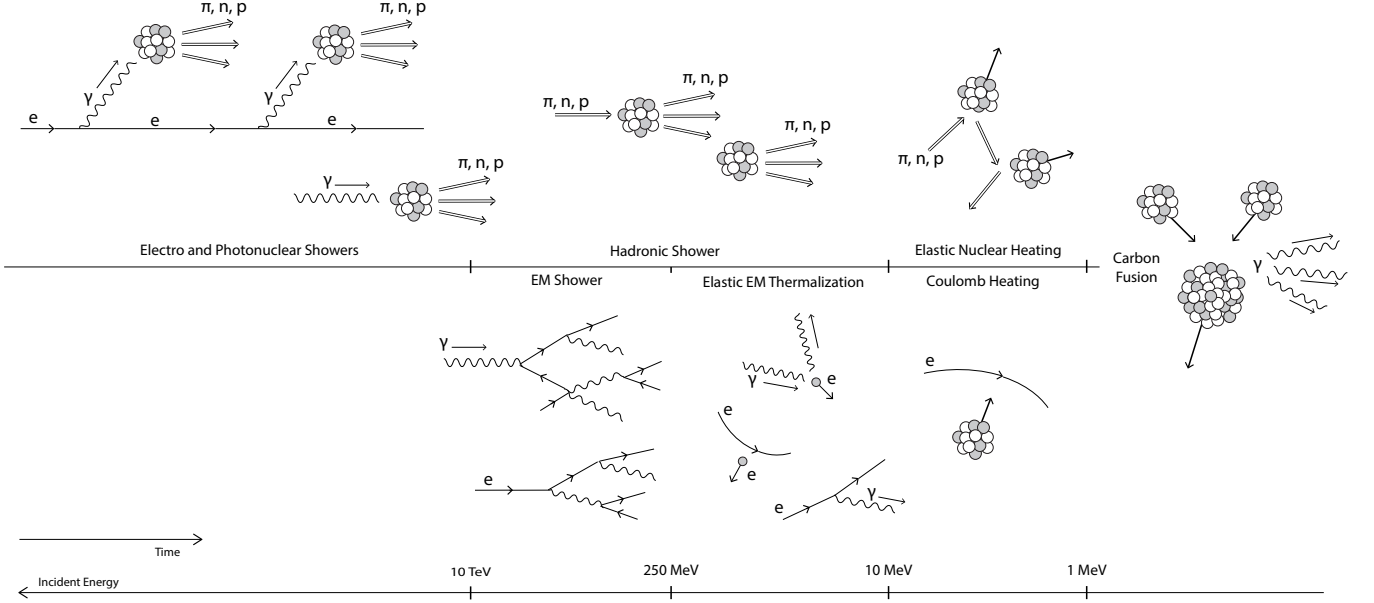 π, n, p
π, n, p
γ
γ
e
e
e
π, n, p
γ
π, n, p
π, n, p
π, n, p
π, n, p
Electro and Photonuclear Showers
Hadronic Shower
Elastic Nuclear Heating
EM Shower
Elastic EM Thermalization
Coulomb Heating
Carbon
Fusion
γ
γ
γ
e
e
e
e
e
γ
e
Time
Incident Energy
10 TeV
250 MeV
10 MeV
1 MeV